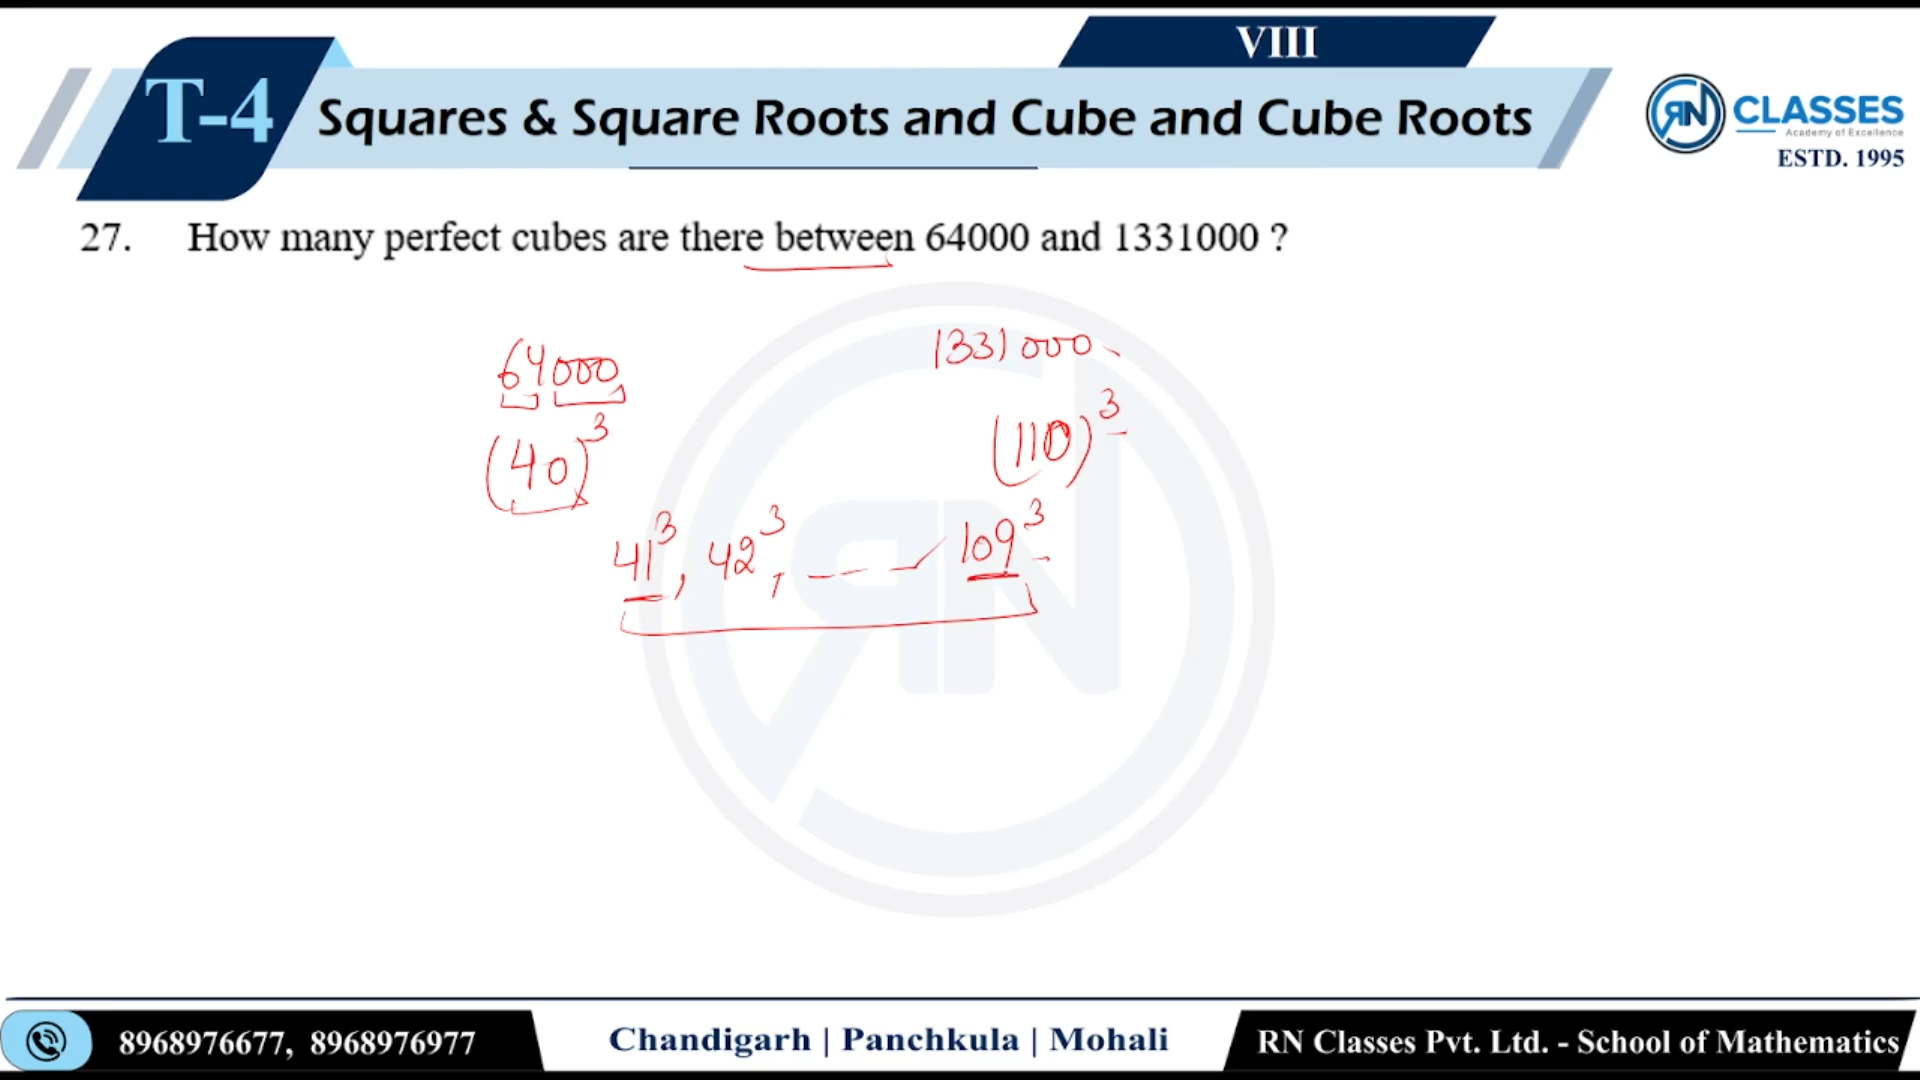 VIII
T-4 Squares & Square Roots and Cube and Cube Roots
RN CLASSES
Academy of Excellence
ESTD. 1995
27. How many perfect cubes are there between 64000 and 1331000 ?
64000 1331000
(40)³ (110)³
41³, 42³, ——— 109³
RN
8968976677, 8968976977 Chandigarh | Panchkula | Mohali RN Classes Pvt. Ltd. - School of Mathematics